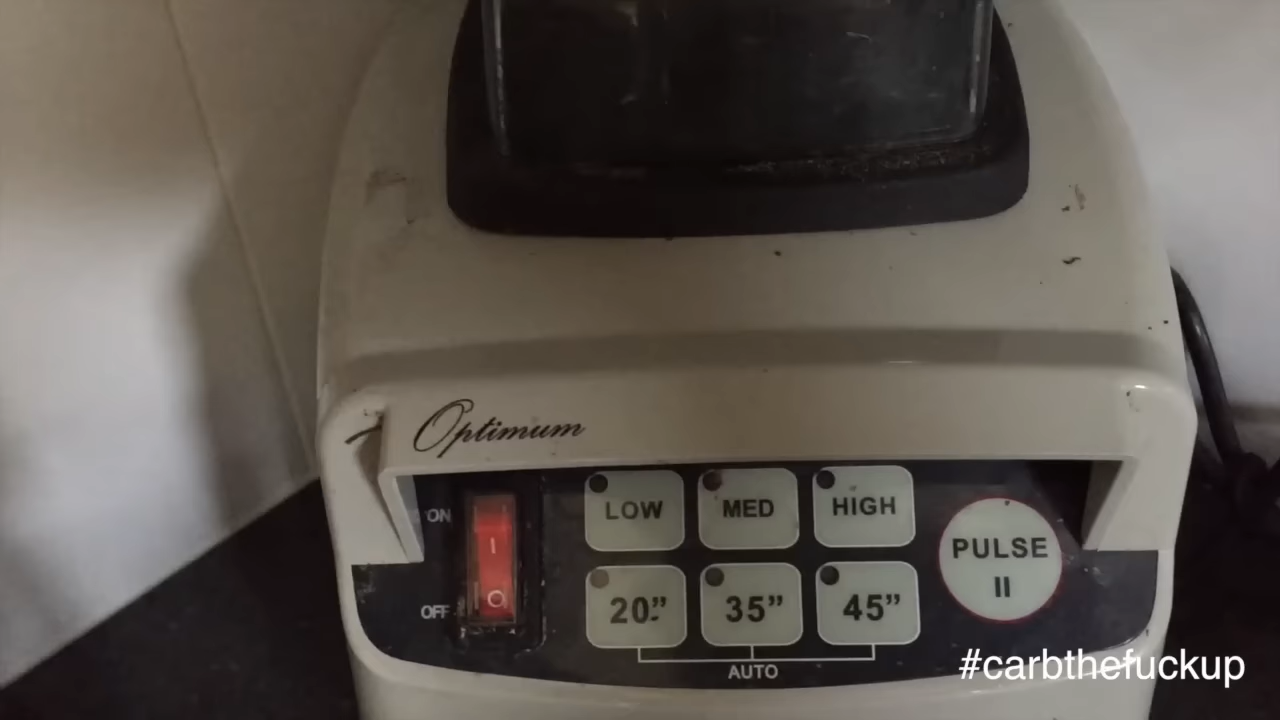 Optimum
ON
OFF
LOW
MED
HIGH
20”
35”
45”
AUTO
PULSE
II
#carbthefuckup